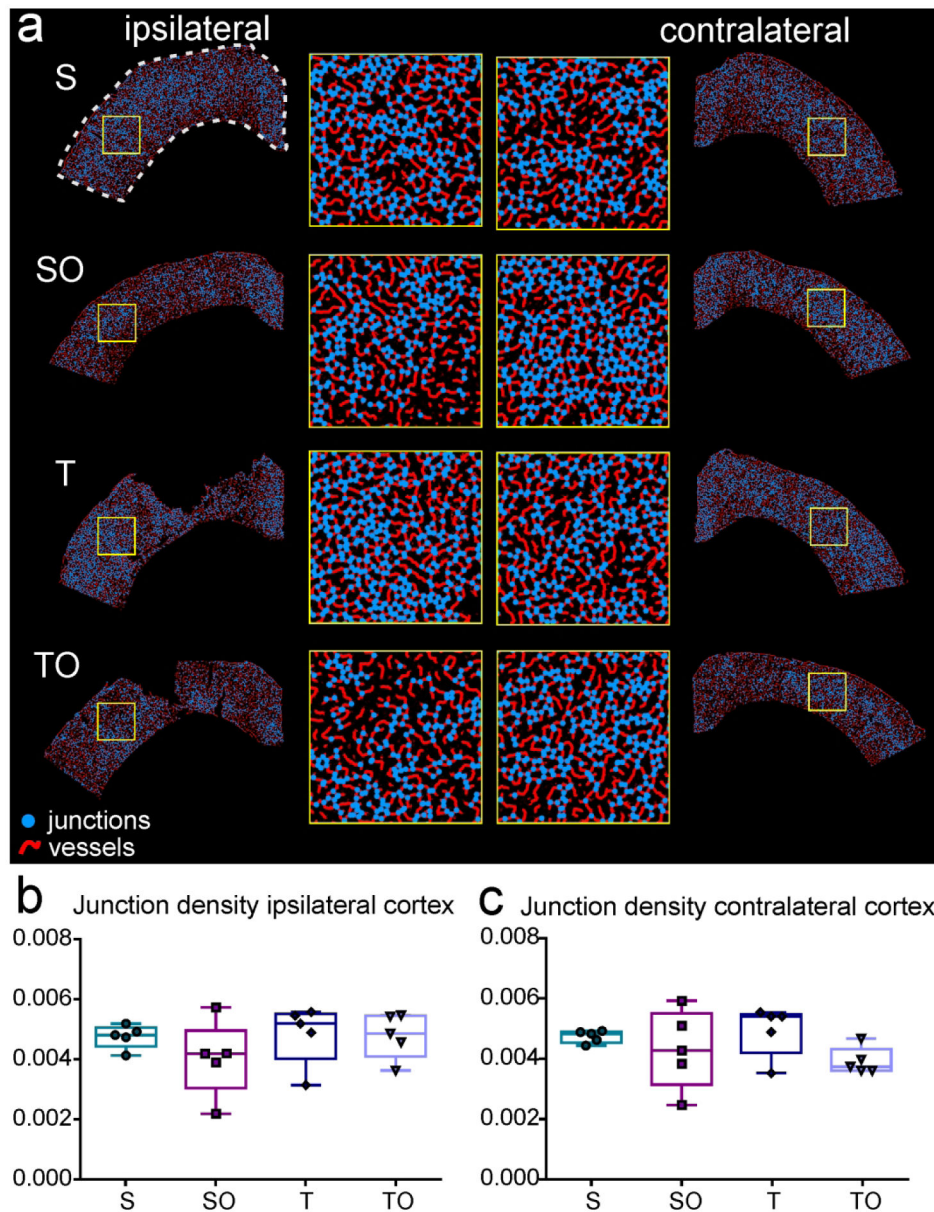 a
ipsilateral
contralateral
S
SO
T
TO
junctions
vessels
b Junction density ipsilateral cortex
0.008
0.006
0.004
0.002
0.000
S SO T TO
c Junction density contralateral cortex
0.008
0.006
0.004
0.002
0.000
S SO T TO